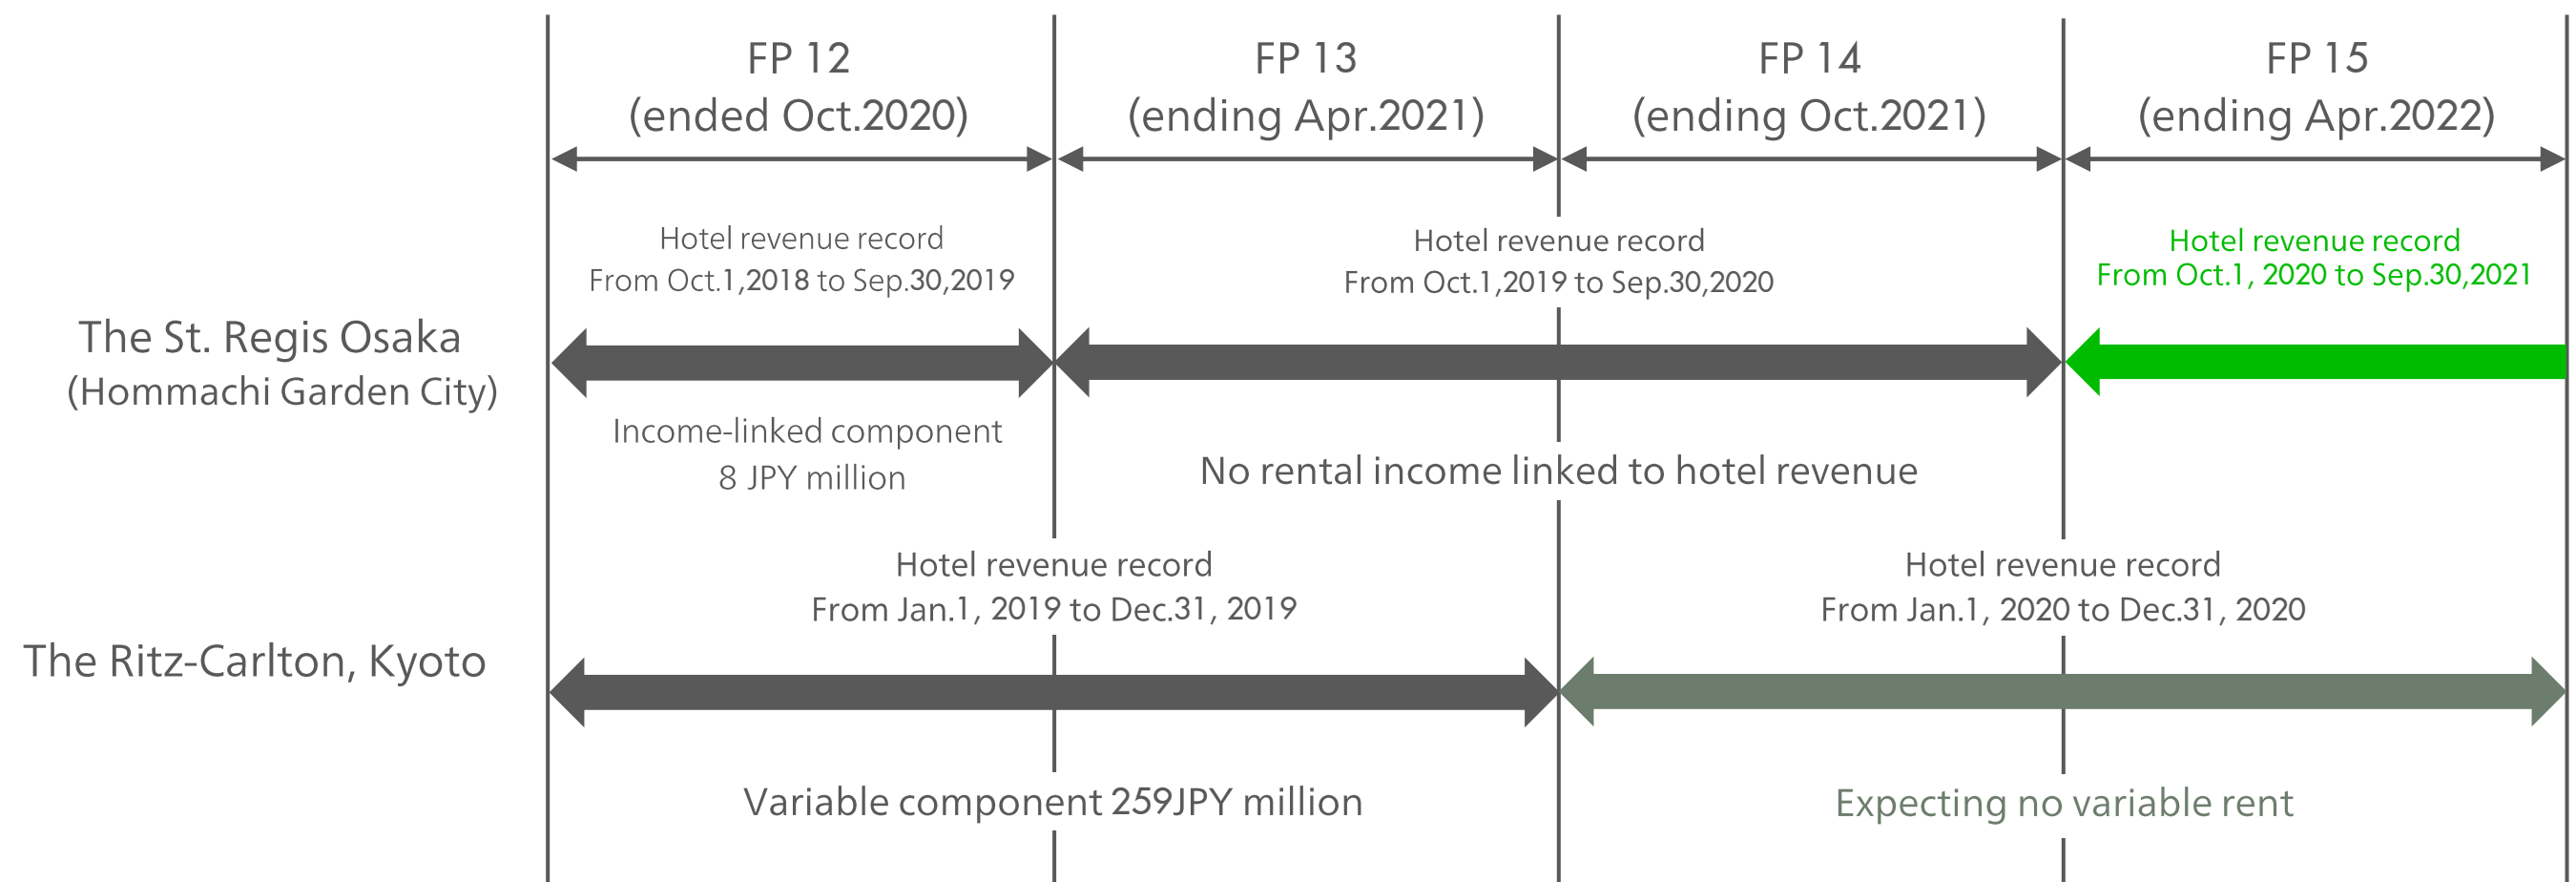 FP 12
(ended Oct.2020)
FP 13
(ending Apr.2021)
FP 14
(ending Oct.2021)
FP 15
(ending Apr.2022)
The St. Regis Osaka
(Hommachi Garden City)
Hotel revenue record
From Oct.1,2018 to Sep.30,2019
Income-linked component
8 JPY million
Hotel revenue record
From Oct.1,2019 to Sep.30,2020
No rental income linked to hotel revenue
Hotel revenue record
From Oct.1, 2020 to Sep.30,2021
The Ritz-Carlton, Kyoto
Hotel revenue record
From Jan.1, 2019 to Dec.31, 2019
Variable component 259JPY million
Hotel revenue record
From Jan.1, 2020 to Dec.31, 2020
Expecting no variable rent